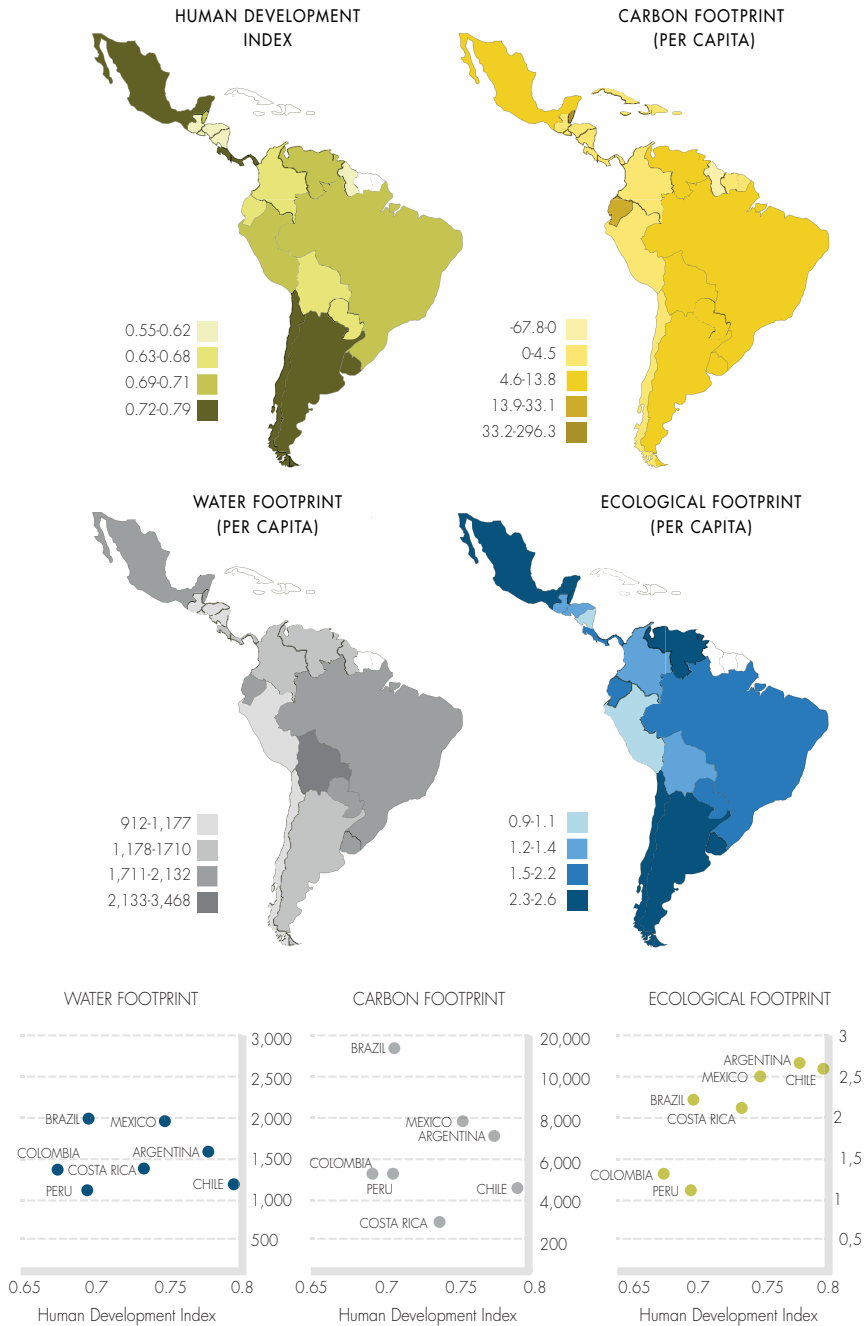 HUMAN DEVELOPMENT
INDEX
0.55-0.62
0.63-0.68
0.69-0.71
0.72-0.79
CARBON FOOTPRINT
(PER CAPITA)
-67.8-0
0-4.5
4.6-13.8
13.9-33.1
33.2-296.3
WATER FOOTPRINT
(PER CAPITA)
912-1,177
1,178-1710
1,711-2,132
2,133-3,468
ECOLOGICAL FOOTPRINT
(PER CAPITA)
0.9-1.1
1.2-1.4
1.5-2.2
2.3-2.6
WATER FOOTPRINT
3,000
2,500
2,000
1,500
1,000
500
BRAZIL
MEXICO
COLOMBIA
COSTA RICA
ARGENTINA
PERU
CHILE
0.65
0.7
0.75
0.8
Human Development Index
CARBON FOOTPRINT
20,000
10,000
8,000
6,000
4,000
200
BRAZIL
MEXICO
ARGENTINA
COLOMBIA
PERU
CHILE
COSTA RICA
0.65
0.7
0.75
0.8
Human Development Index
ECOLOGICAL FOOTPRINT
3
2,5
2
1,5
1
0,5
ARGENTINA
MEXICO
CHILE
BRAZIL
COSTA RICA
COLOMBIA
PERU
0.65
0.7
0.75
0.8
Human Development Index